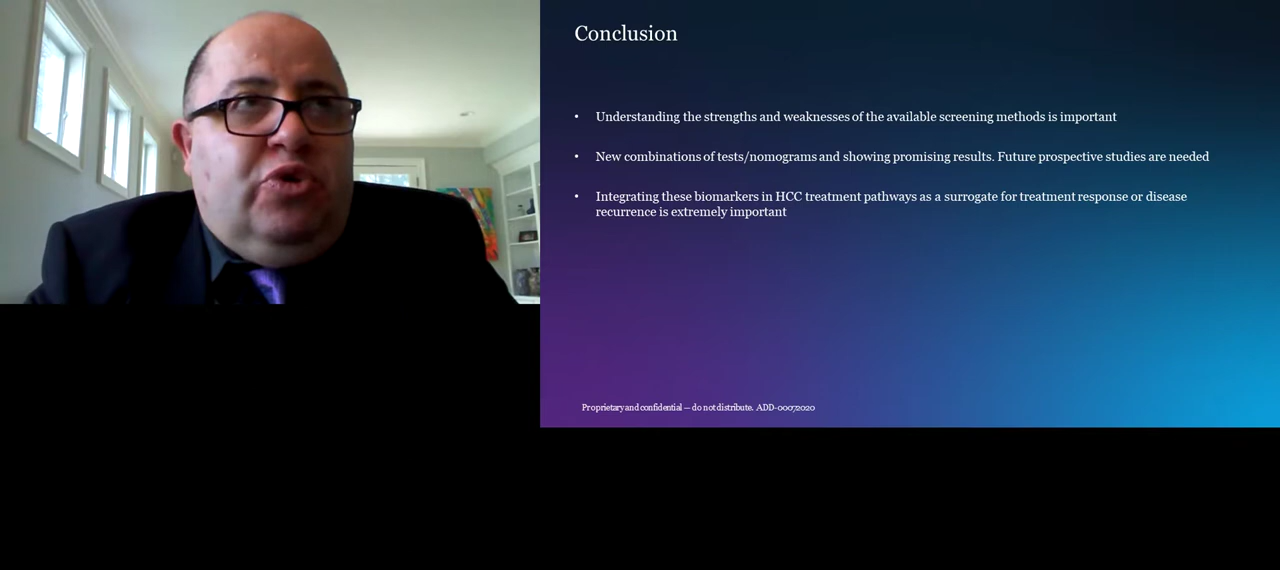 Conclusion
• Understanding the strengths and weaknesses of the available screening methods is important
• New combinations of tests/nomograms and showing promising results. Future prospective studies are needed
• Integrating these biomarkers in HCC treatment pathways as a surrogate for treatment response or disease
recurrence is extremely important
Proprietary and confidential — do not distribute. ADD-00072020